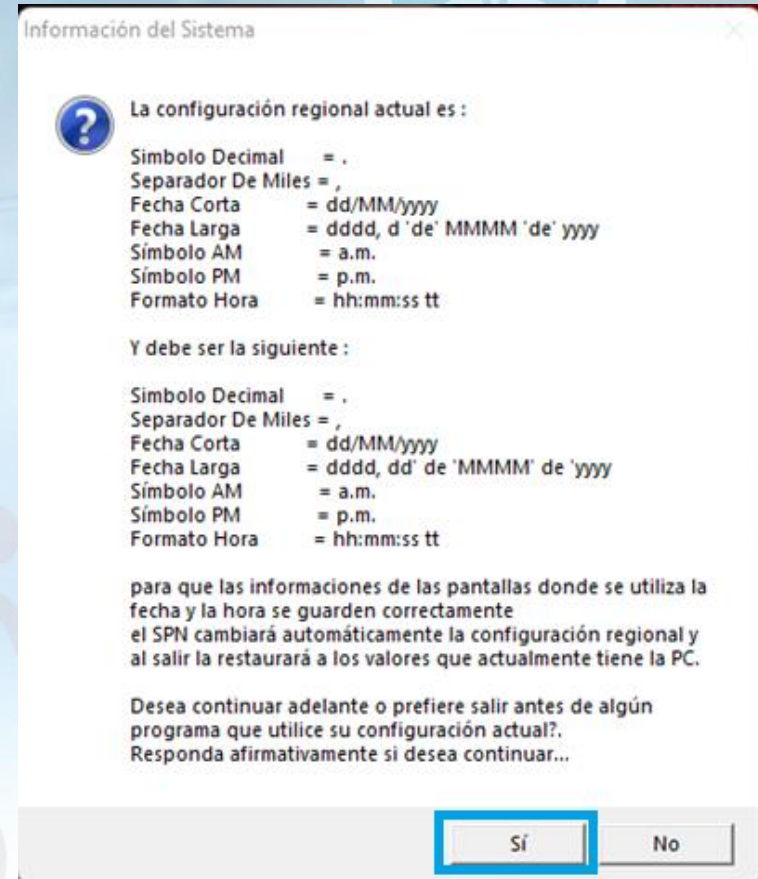 Información del Sistema
La configuración regional actual es :
Simbolo Decimal = .
Separador De Miles = ,
Fecha Corta = dd/MM/yyyy
Fecha Larga = dddd, d 'de' MMMM 'de' yyyy
Símbolo AM = a.m.
Símbolo PM = p.m.
Formato Hora = hh:mm:ss tt
Y debe ser la siguiente :
Simbolo Decimal = .
Separador De Miles = ,
Fecha Corta = dd/MM/yyyy
Fecha Larga = dddd, dd' de 'MMMM' de 'yyyy
Símbolo AM = a.m.
Símbolo PM = p.m.
Formato Hora = hh:mm:ss tt
para que las informaciones de las pantallas donde se utiliza la
fecha y la hora se guarden correctamente
el SPN cambiará automáticamente la configuración regional y
al salir la restaurará a los valores que actualmente tiene la PC.
Desea continuar adelante o prefiere salir antes de algún
programa que utilice su configuración actual?.
Responda afirmativamente si desea continuar...
Sí No